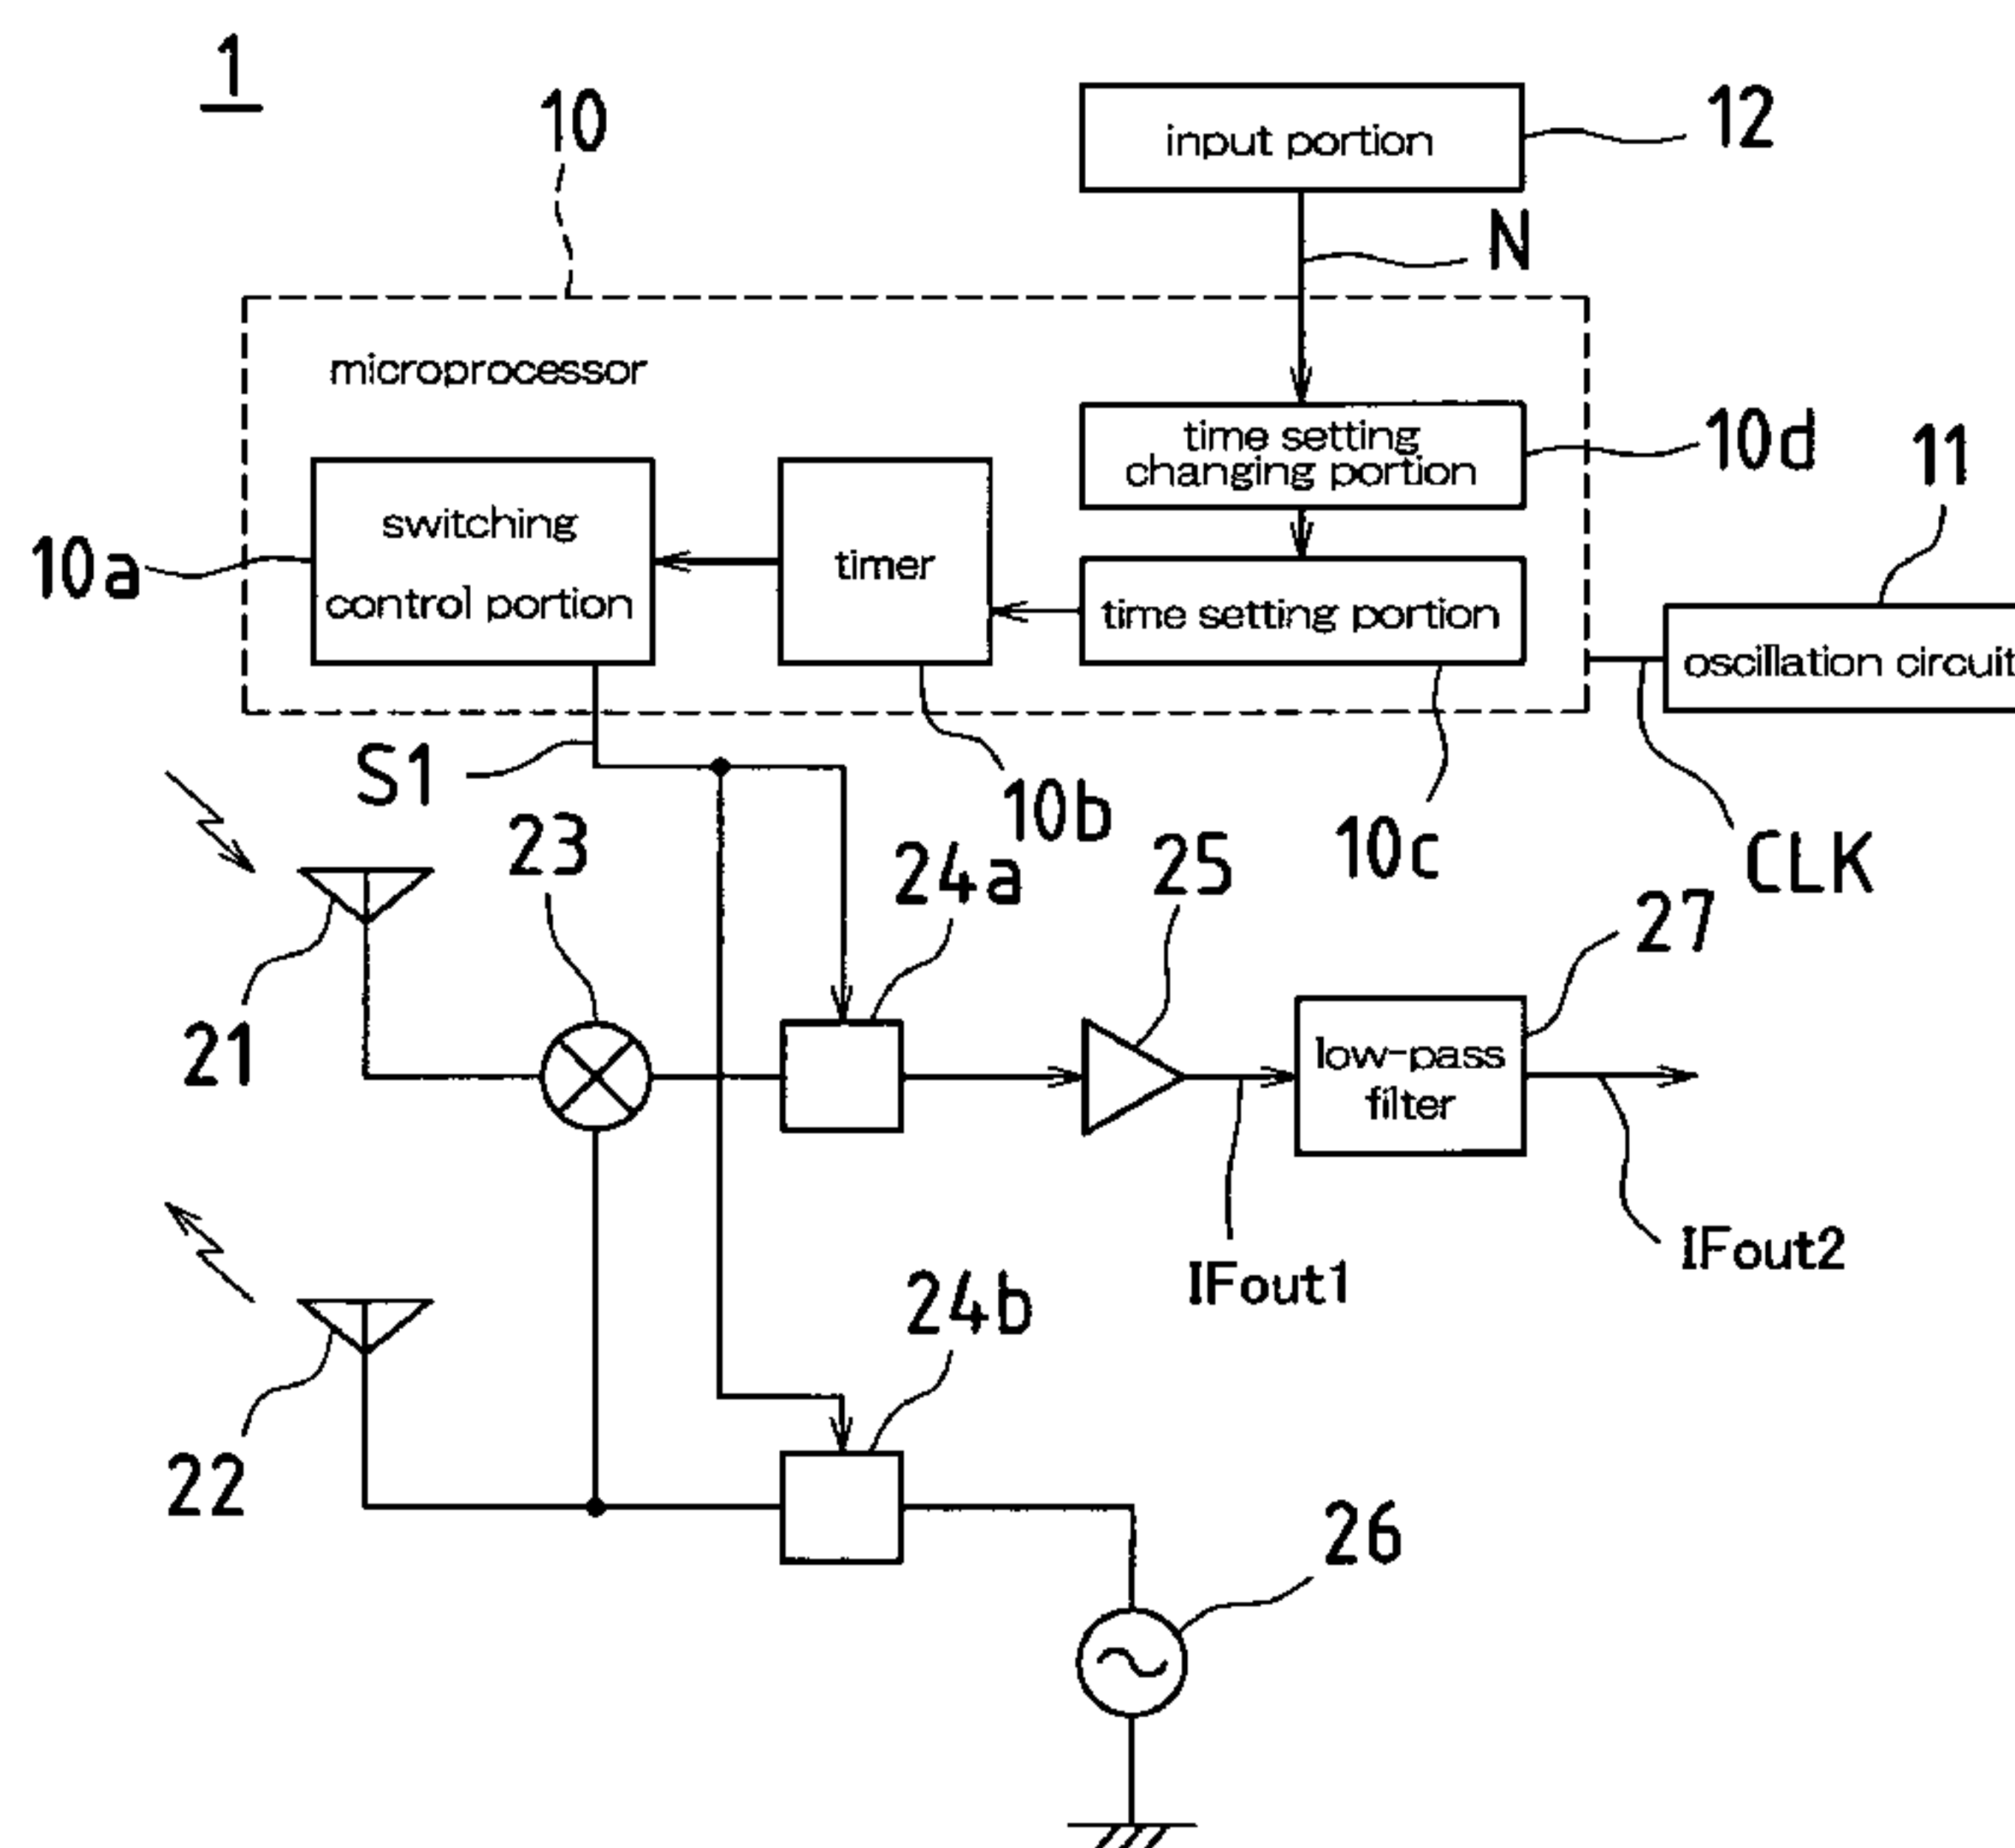 1
10
input portion
12
N
microprocessor
time setting
changing portion
10d
11
switching
control portion
10a
timer
time setting portion
oscillation circuit
S1
10b
10c
CLK
23
24a
25
27
21
low-pass
filter
IFout1
IFout2
24b
22
26